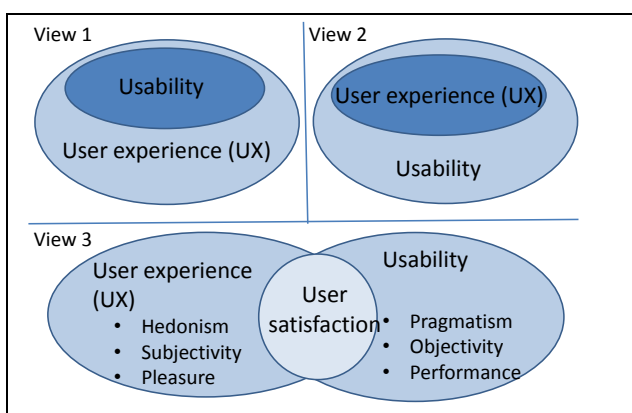 View 1
Usability
User experience (UX)
View 2
User experience (UX)
Usability
View 3
User experience
(UX)
• Hedonism
• Subjectivity
• Pleasure
User
satisfaction
Usability
• Pragmatism
• Objectivity
• Performance